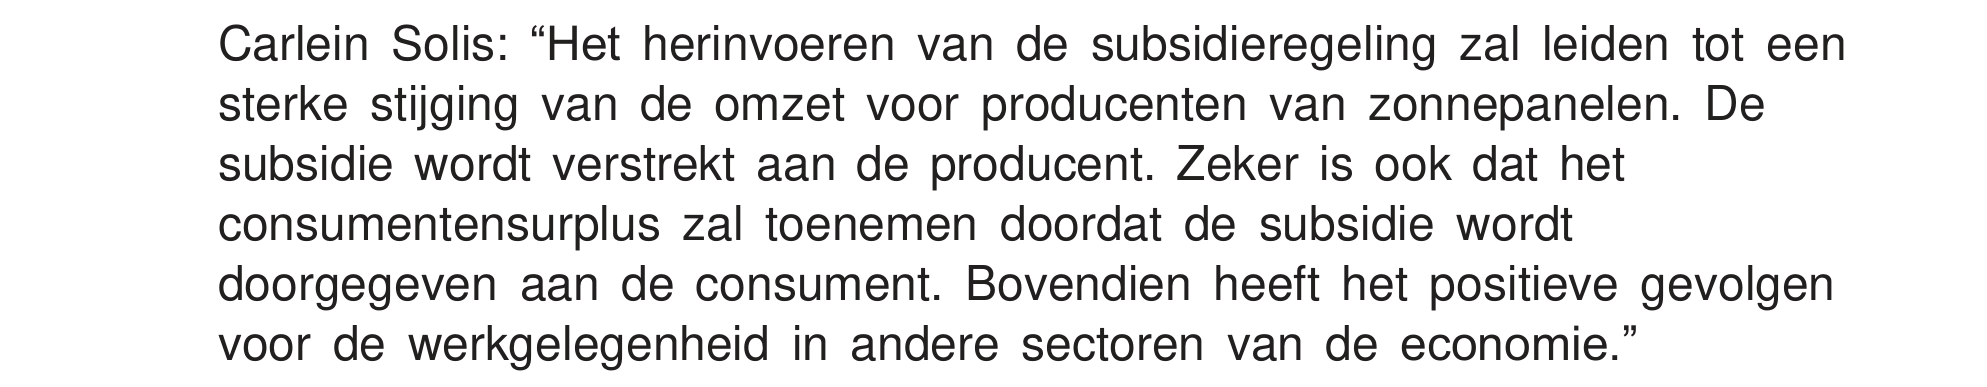 Carlein Solis: “Het herinvoeren van de subsidieregeling zal leiden tot een
sterke stijging van de omzet voor producenten van zonnepanelen. De
subsidie wordt verstrekt aan de producent. Zeker is ook dat het
consumentensurplus zal toenemen doordat de subsidie wordt
doorgegeven aan de consument. Bovendien heeft het positieve gevolgen
voor de werkgelegenheid in andere sectoren van de economie.”